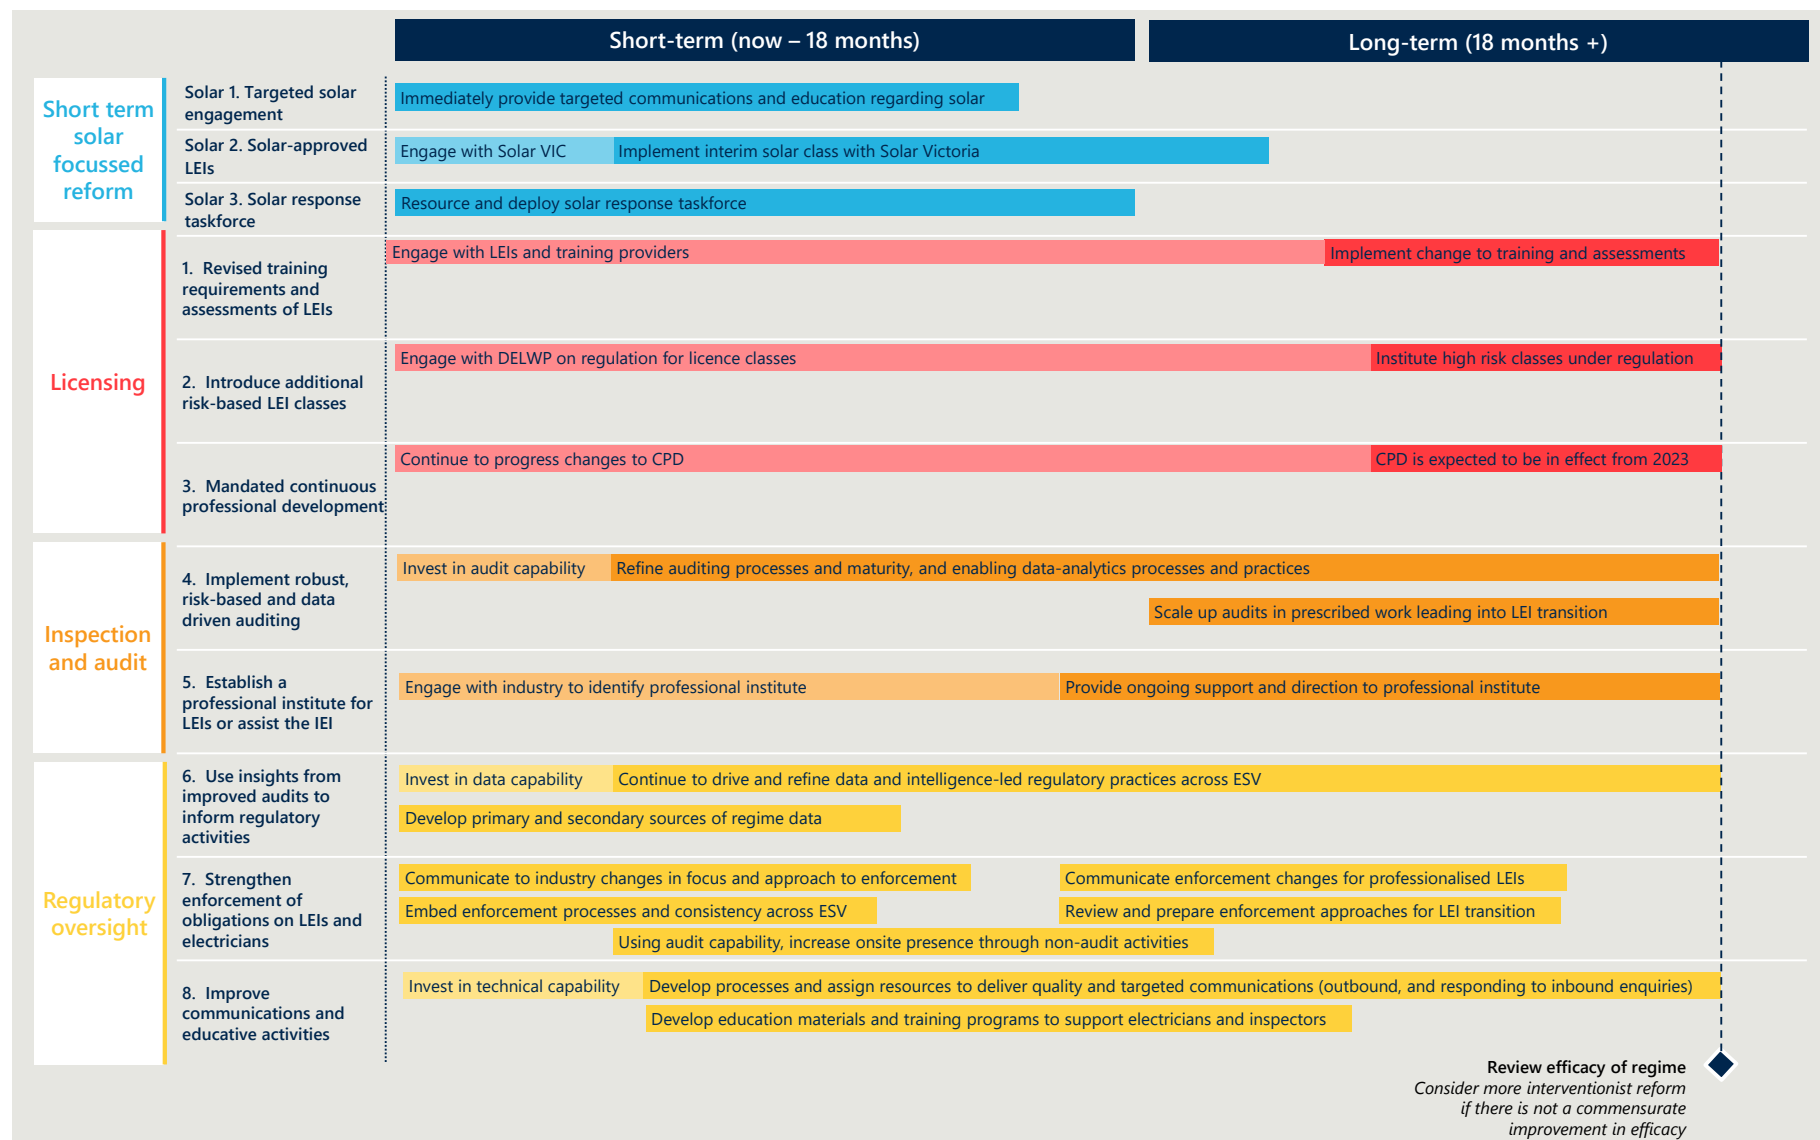 Short-term (now – 18 months)
Long-term (18 months +)
Short term
solar
focussed
reform
Solar 1. Targeted solar
engagement
Immediately provide targeted communications and education regarding solar
Solar 2. Solar-approved
LEIs
Engage with Solar VIC
Implement interim solar class with Solar Victoria
Solar 3. Solar response
taskforce
Resource and deploy solar response taskforce
Licensing
1. Revised training
requirements and
assessments of LEIs
Engage with LEIs and training providers
Implement change to training and assessments
2. Introduce additional
risk-based LEI classes
Engage with DELWP on regulation for licence classes
Institute high risk classes under regulation
3. Mandated continuous
professional development
Continue to progress changes to CPD
CPD is expected to be in effect from 2023
Inspection
and audit
4. Implement robust,
risk-based and data
driven auditing
Invest in audit capability
Refine auditing processes and maturity, and enabling data-analytics processes and practices
Scale up audits in prescribed work leading into LEI transition
5. Establish a
professional institute for
LEIs or assist the IEI
Engage with industry to identify professional institute
Provide ongoing support and direction to professional institute
Regulatory
oversight
6. Use insights from
improved audits to
inform regulatory
activities
Invest in data capability
Continue to drive and refine data and intelligence-led regulatory practices across ESV
Develop primary and secondary sources of regime data
7. Strengthen
enforcement of
obligations on LEIs and
electricians
Communicate to industry changes in focus and approach to enforcement
Communicate enforcement changes for professionalised LEIs
Embed enforcement processes and consistency across ESV
Review and prepare enforcement approaches for LEI transition
Using audit capability, increase onsite presence through non-audit activities
8. Improve
communications and
educative activities
Invest in technical capability
Develop processes and assign resources to deliver quality and targeted communications (outbound, and responding to inbound enquiries)
Develop education materials and training programs to support electricians and inspectors
Review efficacy of regime
Consider more interventionist reform
if there is not a commensurate
improvement in efficacy